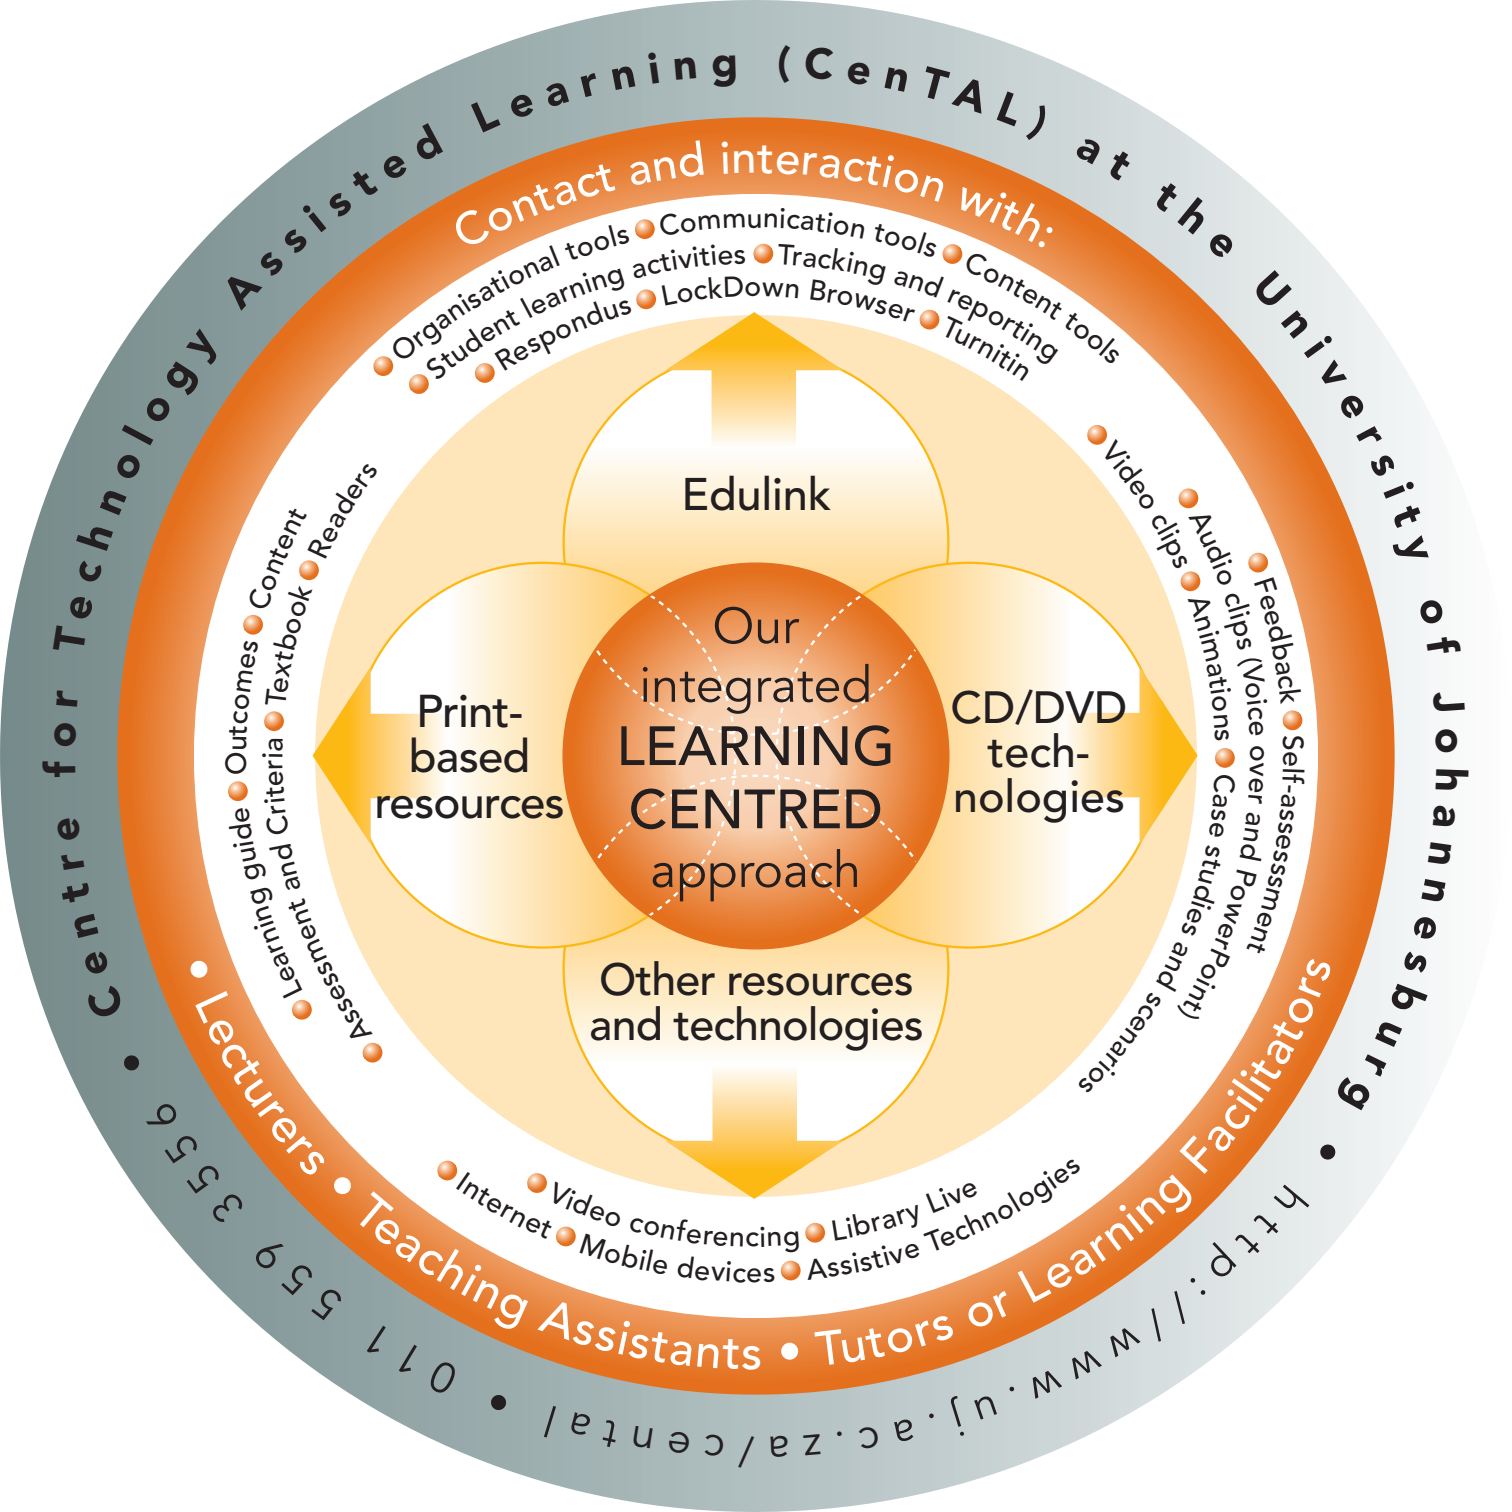 Centre for Technology Assisted Learning (CenTAL) at the University of Johannesburg
• http://www.uj.ac.za/cental • 011 559 3556 •
Contact and interaction with:
• Lecturers • Teaching Assistants • Tutors or Learning Facilitators
Organisational tools Communication tools Content tools
Student learning activities Tracking and reporting
Respondus LockDown Browser Turnitin
Edulink
Feedback Self-assessment
Audio clips (Voice over and PowerPoint)
Video clips Animations Case studies and scenarios
CD/DVD
tech-
nologies
Our
integrated
LEARNING
CENTRED
approach
Print-
based
resources
Learning guide Outcomes Content
Assessment and Criteria Textbook Readers
Other resources
and technologies
Video conferencing Library Live
Internet Mobile devices Assistive Technologies